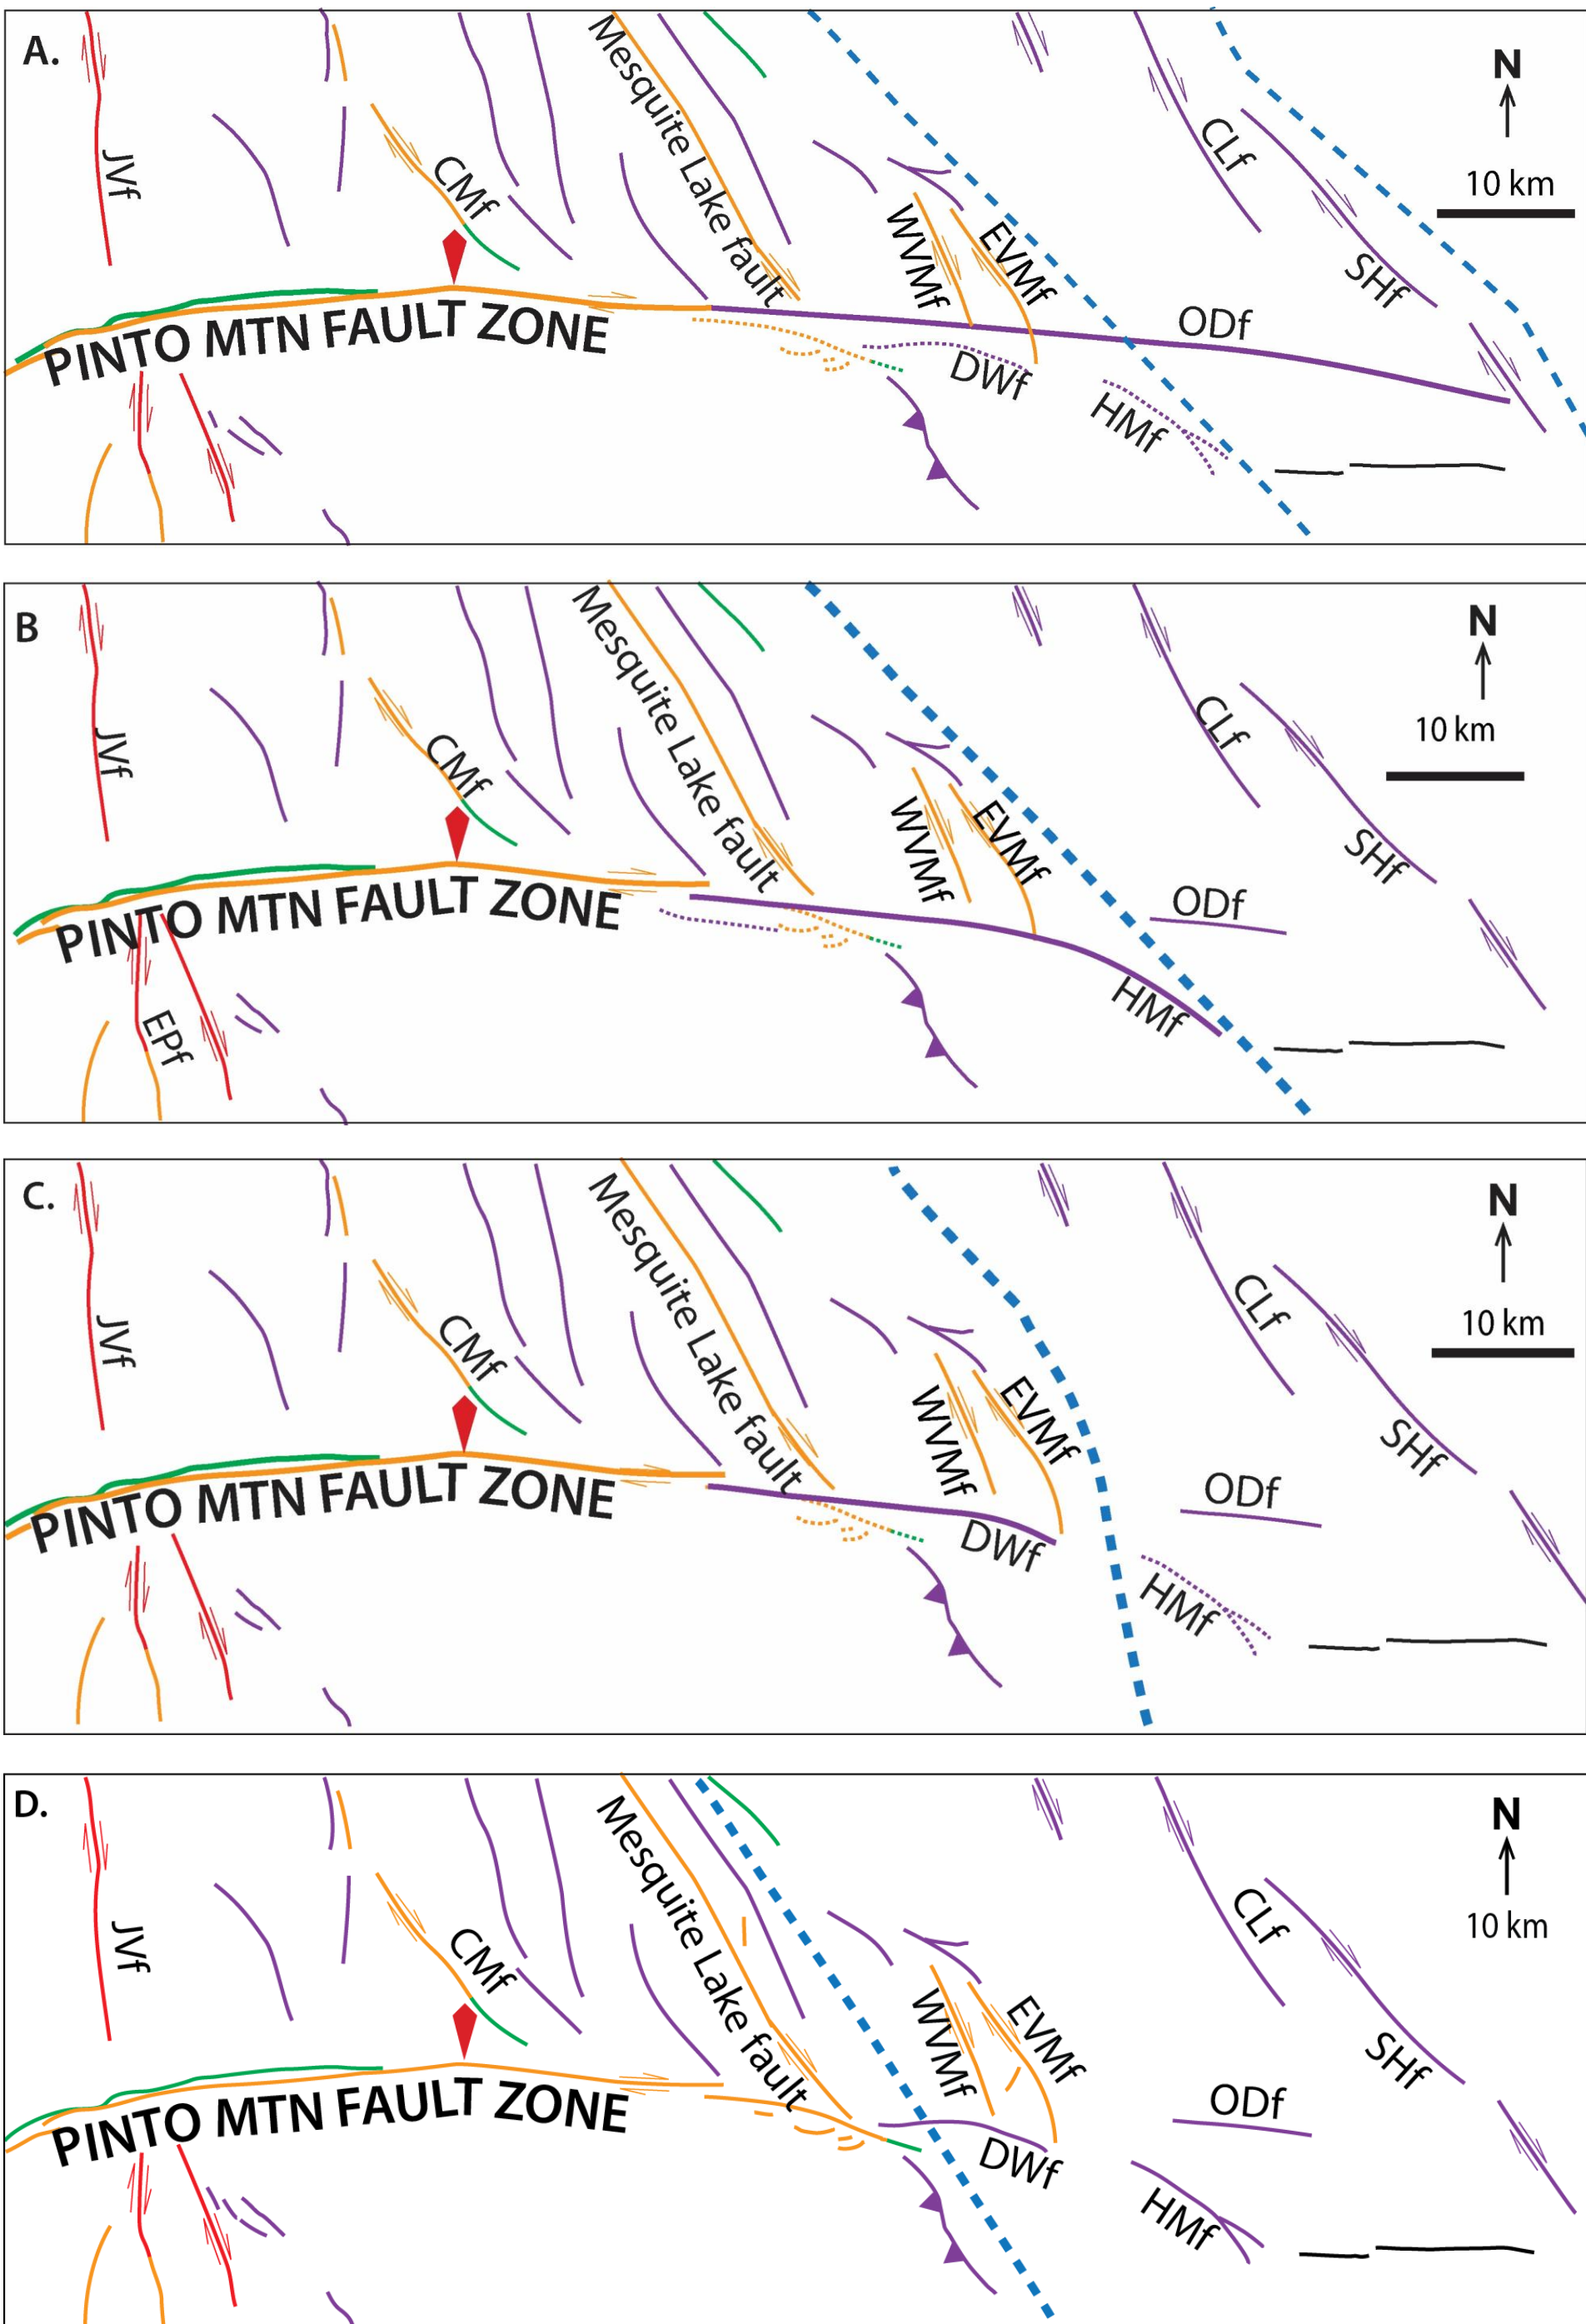 A.
N
10 km
JVf
CMf
Mesquite Lake fault
WVMf
EVMf
CLf
SHf
ODf
PINTO MTN FAULT ZONE
DWf
HMf
B
N
10 km
JVf
CMf
Mesquite Lake fault
WVMf
EVMf
CLf
SHf
ODf
PINTO MTN FAULT ZONE
EPf
HMf
C.
N
10 km
JVf
CMf
Mesquite Lake fault
WVMf
EVMf
CLf
SHf
ODf
PINTO MTN FAULT ZONE
DWf
HMf
D.
N
10 km
JVf
CMf
Mesquite Lake fault
WVMf
EVMf
CLf
SHf
ODf
PINTO MTN FAULT ZONE
DWf
HMf